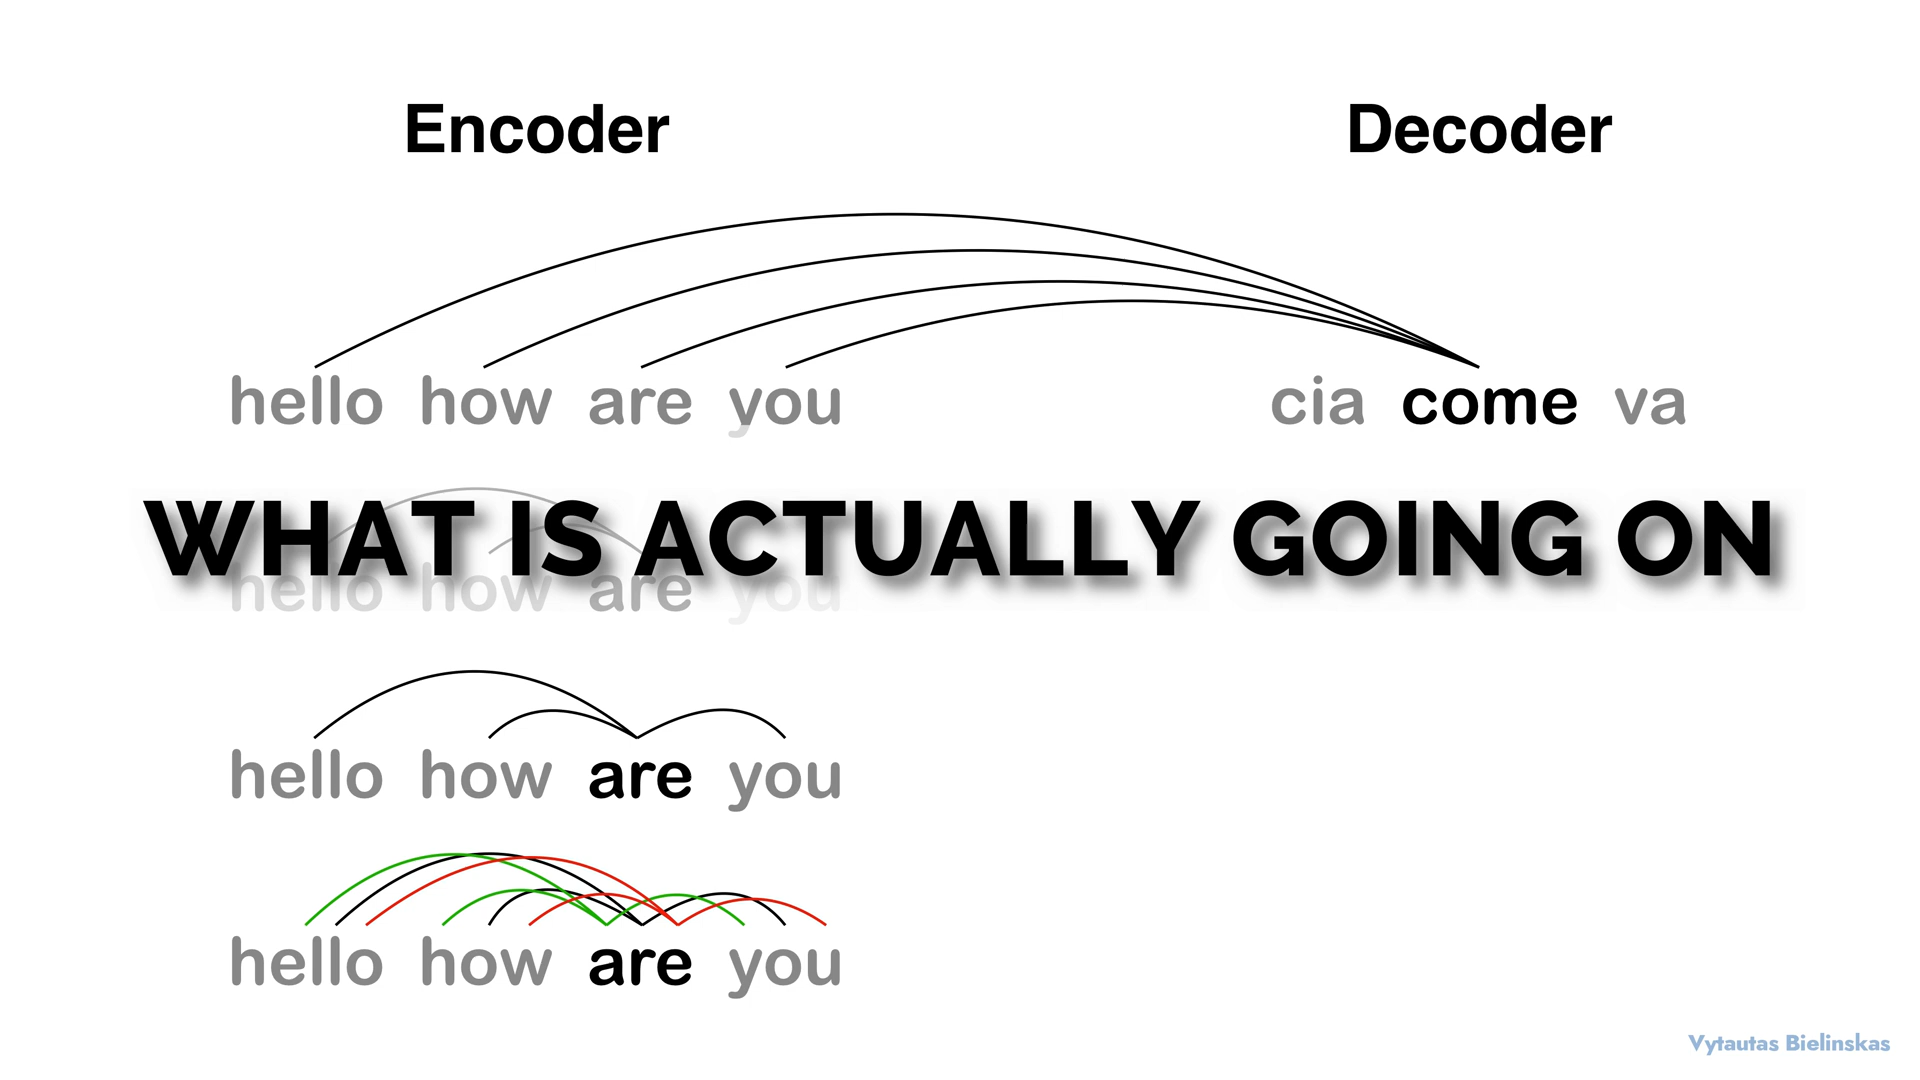 Encoder Decoder
hello how are you cia come va
WHAT IS ACTUALLY GOING ON
hello how are you
hello how are you
hello how are you
Vytautas Bielinskas